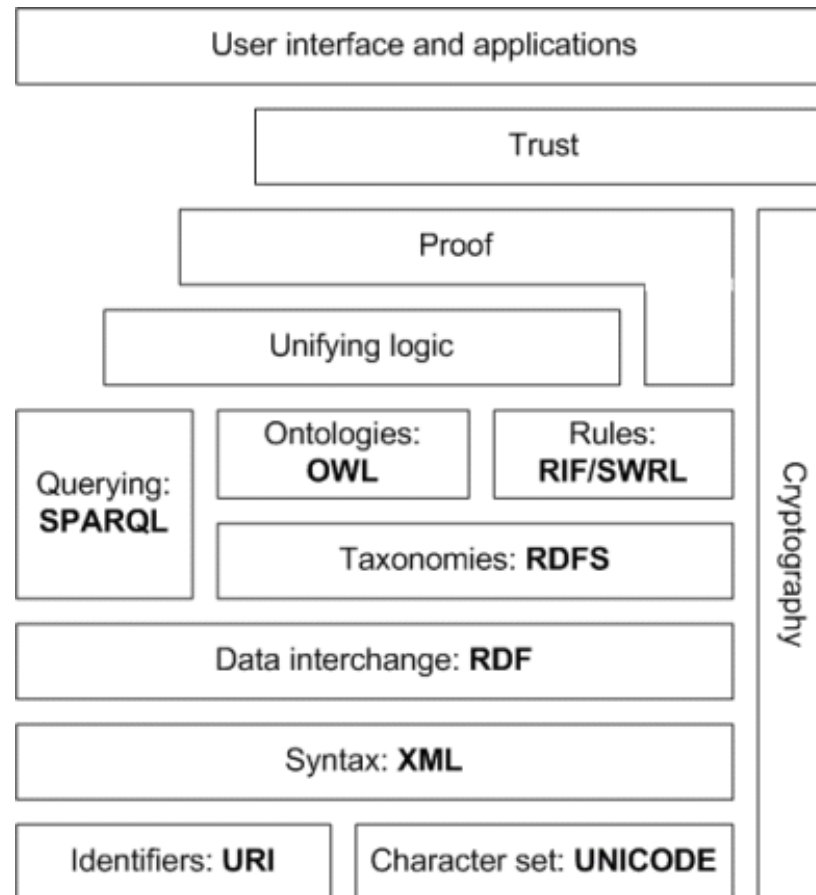 User interface and applications
Trust
Proof
Unifying logic
Querying:
SPARQL
Ontologies:
OWL
Rules:
RIF/SWRL
Taxonomies: RDFS
Data interchange: RDF
Syntax: XML
Identifiers: URI
Character set: UNICODE
Cryptography